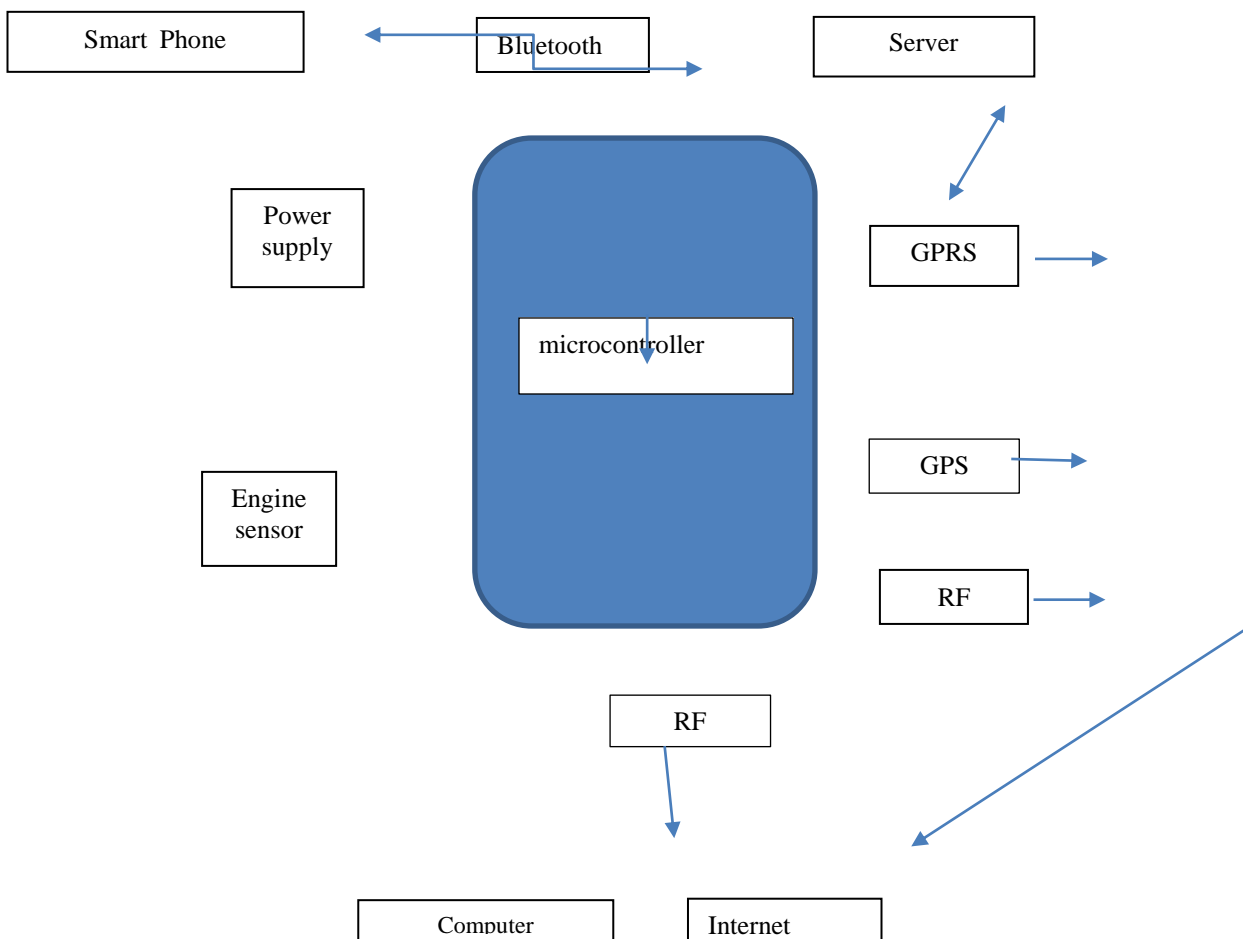 Smart Phone
Bluetooth
Server
Power
supply
GPRS
microcontroller
GPS
Engine
sensor
RF
RF
Computer
Internet